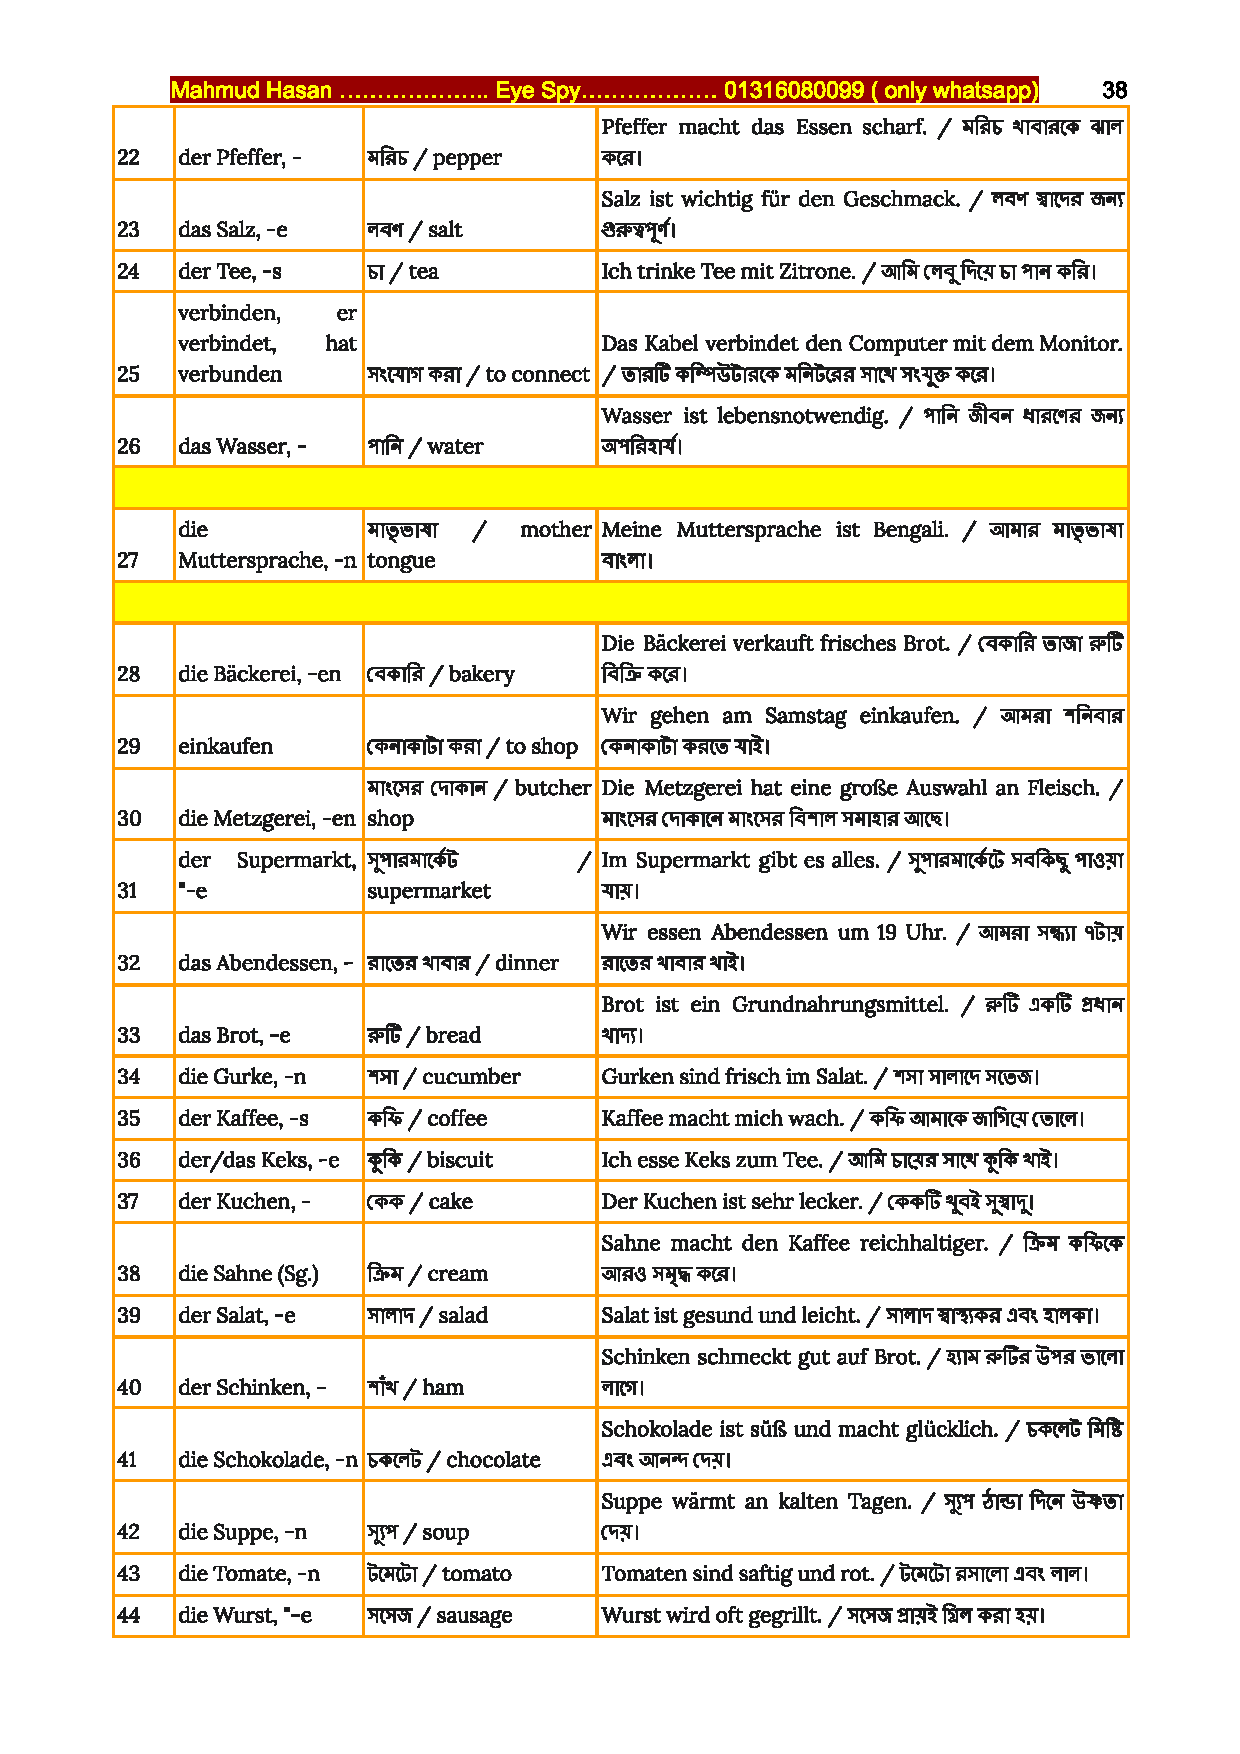 Mahmud Hasan ……………….. Eye Spy……………… 01316080099 ( only whatsapp) 38
Pfeffer macht das Essen scharf. / মরিচ খাবারকে ঝাল
22 der Pfeffer, - মরিচ / pepper করে।
Salz ist wichtig für den Geschmack. / লবণ স্বাদের জন্য
23 das Salz, -e লবণ / salt গুরুত্বপূর্ণ।
24 der Tee, -s চা / tea Ich trinke Tee mit Zitrone. / আমি লেবু দিয়ে চা পান করি।
verbinden, er
verbindet, hat Das Kabel verbindet den Computer mit dem Monitor.
25 verbunden সংযোগ করা / to connect / তারটি কম্পিউটারকে মনিটরের সাথে সংযুক্ত করে।
Wasser ist lebensnotwendig. / পানি জীবন ধারণের জন্য
26 das Wasser, - পানি / water অপরিহার্য।
die মাতৃভাষা / mother Meine Muttersprache ist Bengali. / আমার মাতৃভাষা
27 Muttersprache, -n tongue বাংলা।
Die Bäckerei verkauft frisches Brot. / বেকারি তাজা রুটি
28 die Bäckerei, -en বেকারি / bakery বিক্রি করে।
Wir gehen am Samstag einkaufen. / আমরা শনিবার
29 einkaufen কেনাকাটা করা / to shop কেনাকাটা করতে যাই।
মাংসের দোকান / butcher Die Metzgerei hat eine große Auswahl an Fleisch. /
30 die Metzgerei, -en shop মাংসের দোকানে মাংসের বিশাল সমাহার আছে।
der Supermarkt, সুপারমার্কেট / Im Supermarkt gibt es alles. / সুপারমার্কেটে সবকিছু পাওয়া
31 "-e supermarket যায়।
Wir essen Abendessen um 19 Uhr. / আমরা সন্ধ্যা ৭টায়
32 das Abendessen, - রাতের খাবার / dinner রাতের খাবার খাই।
Brot ist ein Grundnahrungsmittel. / রুটি একটি প্রধান
33 das Brot, -e রুটি / bread খাদ্য।
34 die Gurke, -n শসা / cucumber Gurken sind frisch im Salat. / শসা সালাদে সতেজ।
35 der Kaffee, -s কফি / coffee Kaffee macht mich wach. / কফি আমাকে জাগিয়ে তোলে।
36 der/das Keks, -e কুকি / biscuit Ich esse Keks zum Tee. / আমি চায়ের সাথে কুকি খাই।
37 der Kuchen, - কেক / cake Der Kuchen ist sehr lecker. / কেকটি খুবই সুস্বাদু।
Sahne macht den Kaffee reichhaltiger. / ক্রিম কফিকে
38 die Sahne (Sg.) ক্রিম / cream আরও সমৃদ্ধ করে।
39 der Salat, -e সালাদ / salad Salat ist gesund und leicht. / সালাদ স্বাস্থ্যকর এবং হালকা।
Schinken schmeckt gut auf Brot. / হ্যাম রুটির উপর ভালো
40 der Schinken, - শাঁখ / ham লাগে।
Schokolade ist süß und macht glücklich. / চকলেট মিষ্টি
41 die Schokolade, -n চকলেট / chocolate এবং আনন্দ দেয়।
Suppe wärmt an kalten Tagen. / স্যুপ ঠান্ডা দিনে উষ্ণতা
42 die Suppe, -n স্যুপ / soup দেয়।
43 die Tomate, -n টমেটো / tomato Tomaten sind saftig und rot. / টমেটো রসালো এবং লাল।
44 die Wurst, "-e সসেজ / sausage Wurst wird oft gegrillt. / সসেজ প্রায়ই গ্রিল করা হয়।